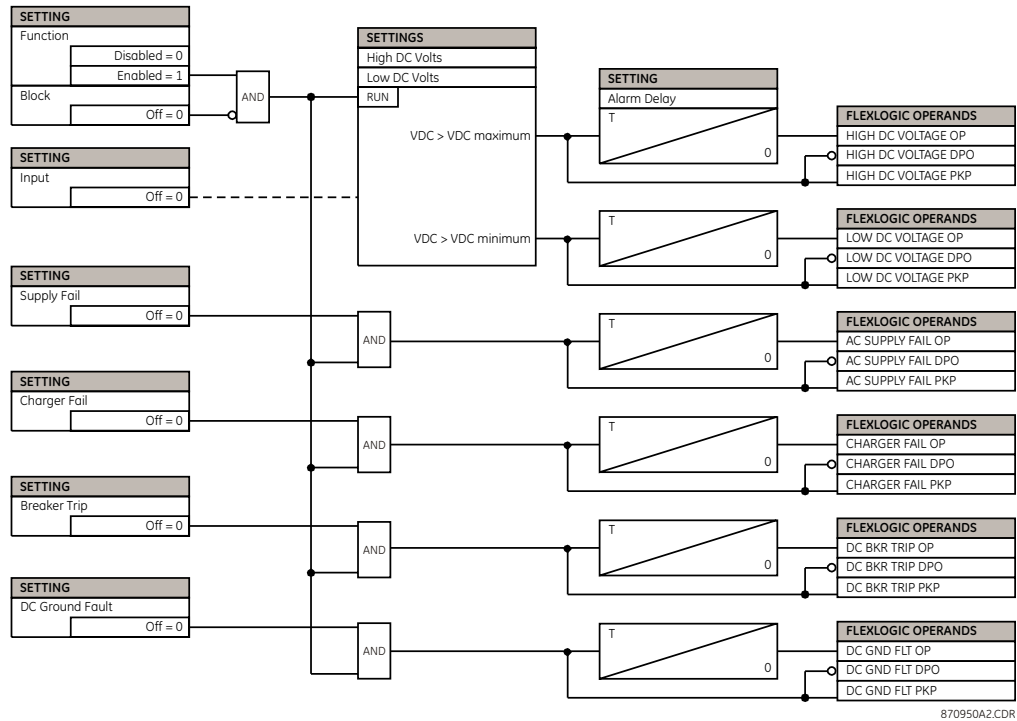 SETTING
Function
Disabled = 0
Enabled = 1
Block
Off = 0
AND
SETTING
Input
Off = 0
SETTING
Supply Fail
Off = 0
SETTING
Charger Fail
Off = 0
SETTING
Breaker Trip
Off = 0
SETTING
DC Ground Fault
Off = 0
SETTINGS
High DC Volts
Low DC Volts
RUN
VDC > VDC maximum
VDC > VDC minimum
AND
AND
AND
AND
SETTING
Alarm Delay
T
0
T
0
T
0
T
0
T
0
T
0
FLEXLOGIC OPERANDS
HIGH DC VOLTAGE OP
HIGH DC VOLTAGE DPO
HIGH DC VOLTAGE PKP
FLEXLOGIC OPERANDS
LOW DC VOLTAGE OP
LOW DC VOLTAGE DPO
LOW DC VOLTAGE PKP
FLEXLOGIC OPERANDS
AC SUPPLY FAIL OP
AC SUPPLY FAIL DPO
AC SUPPLY FAIL PKP
FLEXLOGIC OPERANDS
CHARGER FAIL OP
CHARGER FAIL DPO
CHARGER FAIL PKP
FLEXLOGIC OPERANDS
DC BKR TRIP OP
DC BKR TRIP DPO
DC BKR TRIP PKP
FLEXLOGIC OPERANDS
DC GND FLT OP
DC GND FLT DPO
DC GND FLT PKP
870950A2.CDR